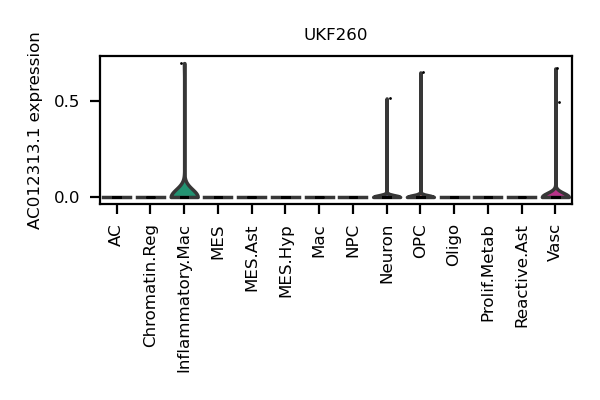 UKF260
AC012313.1 expression
0.5
0.0
AC
Chromatin.Reg
Inflammatory.Mac
MES
MES.Ast
MES.Hyp
Mac
NPC
Neuron
OPC
Oligo
Prolif.Metab
Reactive.Ast
Vasc